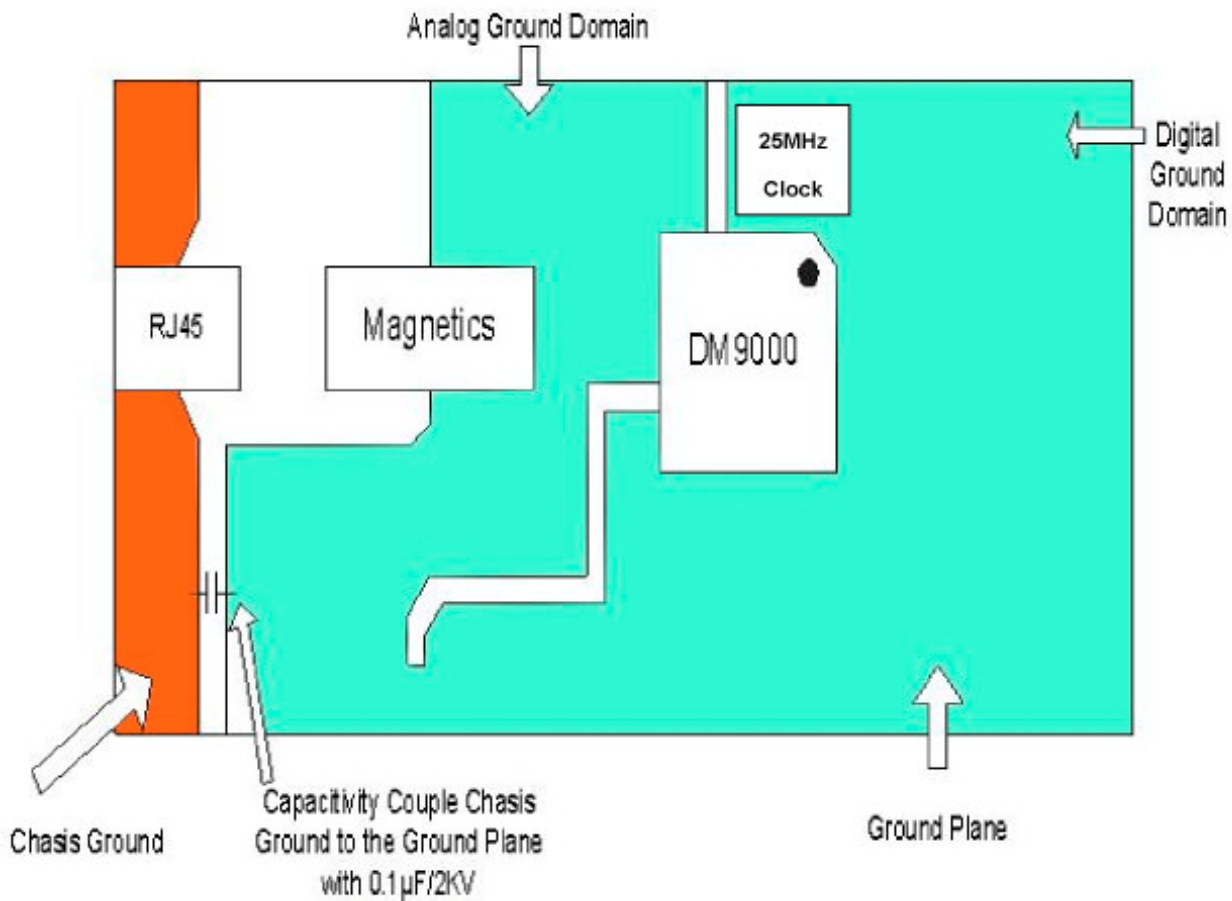 Analog Ground Domain
25MHz
Clock
Digital
Ground
Domain
RJ45
Magnetics
DM9000
Chasis Ground
Capacitivity Couple Chasis
Ground to the Ground Plane
with 0.1µF/2KV
Ground Plane